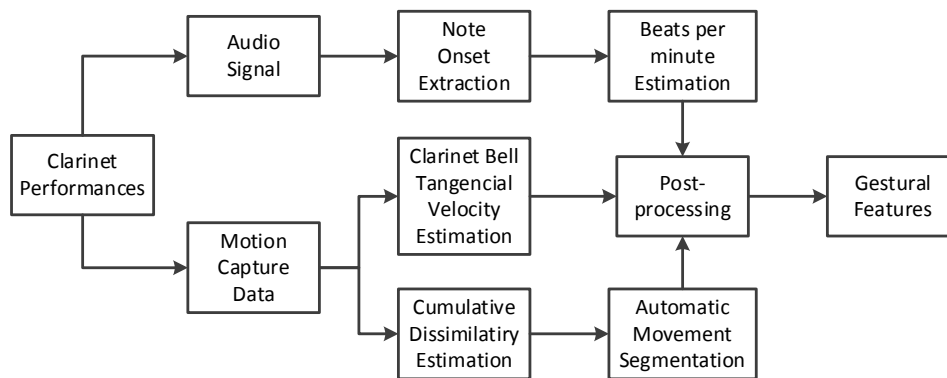 Clarinet
Performances
Audio
Signal
Note
Onset
Extraction
Beats per
minute
Estimation
Motion
Capture
Data
Clarinet Bell
Tangencial
Velocity
Estimation
Cumulative
Dissimilatiry
Estimation
Automatic
Movement
Segmentation
Post-
processing
Gestural
Features